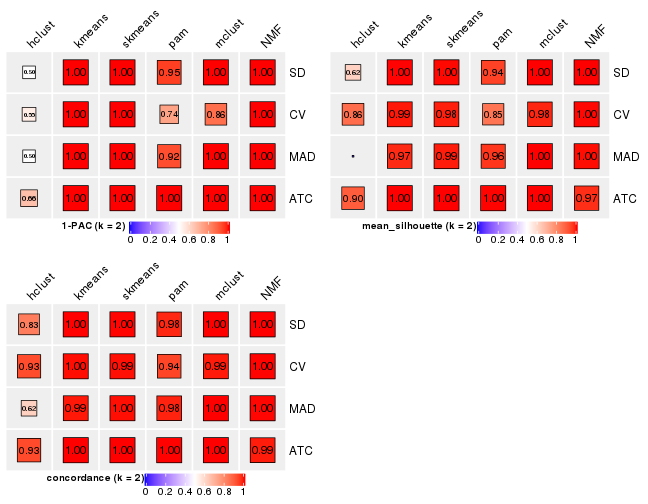 hclust kmeans skmeans pam mclust NMF
0.50 1.00 1.00 0.95 1.00 1.00 SD
0.55 1.00 1.00 0.74 0.86 1.00 CV
0.50 1.00 1.00 0.92 1.00 1.00 MAD
0.66 1.00 1.00 1.00 1.00 1.00 ATC
1-PAC (k = 2)
0 0.2 0.4 0.6 0.8 1
hclust kmeans skmeans pam mclust NMF
0.62 1.00 1.00 0.94 1.00 1.00 SD
0.86 0.99 0.98 0.85 0.98 1.00 CV
0.97 0.99 0.96 1.00 1.00 MAD
0.90 1.00 1.00 1.00 1.00 0.97 ATC
mean_silhouette (k = 2)
0 0.2 0.4 0.6 0.8 1
hclust kmeans skmeans pam mclust NMF
0.83 1.00 1.00 0.98 1.00 1.00 SD
0.93 1.00 0.99 0.94 0.99 1.00 CV
0.62 0.99 1.00 0.98 1.00 1.00 MAD
0.93 1.00 1.00 1.00 1.00 0.99 ATC
concordance (k = 2)
0 0.2 0.4 0.6 0.8 1